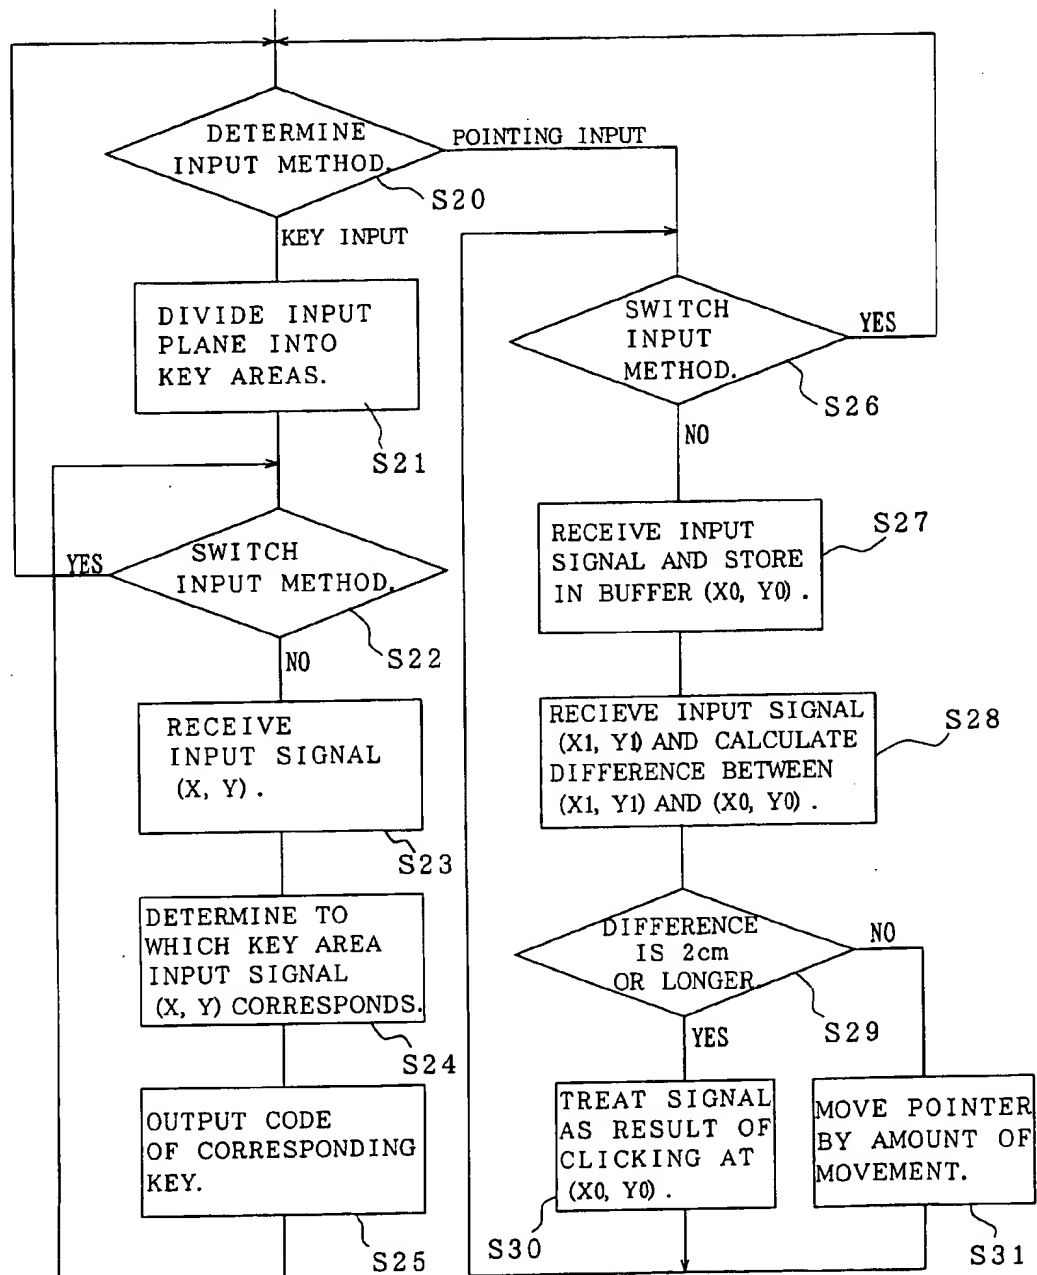 DETERMINE
INPUT METHOD.
S20
POINTING INPUT
KEY INPUT
DIVIDE INPUT
PLANE INTO
KEY AREAS.
S21
SWITCH
INPUT METHOD.
YES
S22
NO
RECEIVE
INPUT SIGNAL
(X, Y).
S23
DETERMINE TO
WHICH KEY AREA
INPUT SIGNAL
(X, Y) CORRESPONDS.
S24
OUTPUT CODE
OF CORRESPONDING
KEY.
S25
SWITCH
INPUT
METHOD.
YES
S26
NO
RECEIVE INPUT
SIGNAL AND STORE
IN BUFFER (X0, Y0).
S27
RECIEVE INPUT SIGNAL
(X1, Y1) AND CALCULATE
DIFFERENCE BETWEEN
(X1, Y1) AND (X0, Y0).
S28
DIFFERENCE
IS 2cm
OR LONGER.
NO
S29
YES
TREAT SIGNAL
AS RESULT OF
CLICKING AT
(X0, Y0).
S30
MOVE POINTER
BY AMOUNT OF
MOVEMENT.
S31